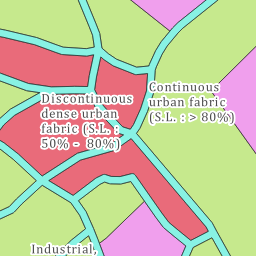 Continuous
urban fabric
(S.L. : > 80%)
Discontinuous
dense urban
fabric (S.L. :
50% - 80%)
Industrial,